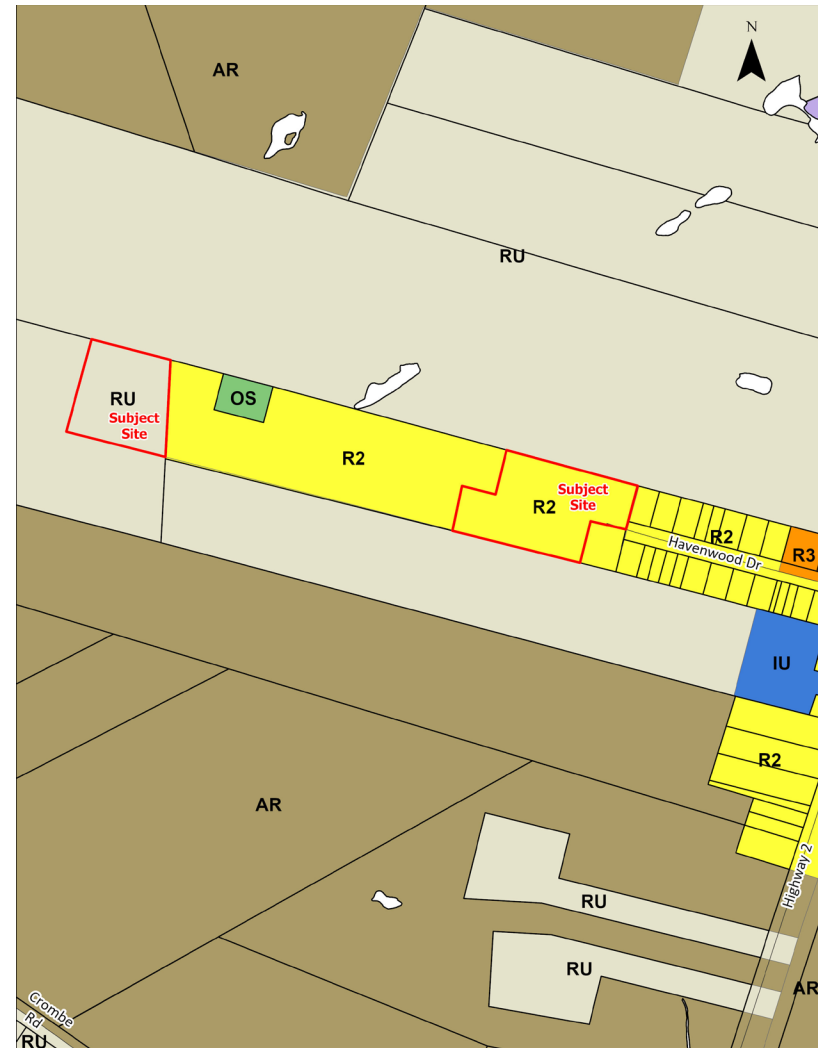 N
AR
RU
RU
Subject
Site
OS
R2
Subject
Site
R2
R2
Havenwood Dr
R3
IU
R2
AR
Highway 2
RU
RU
AR
Crombe
Rd
RU